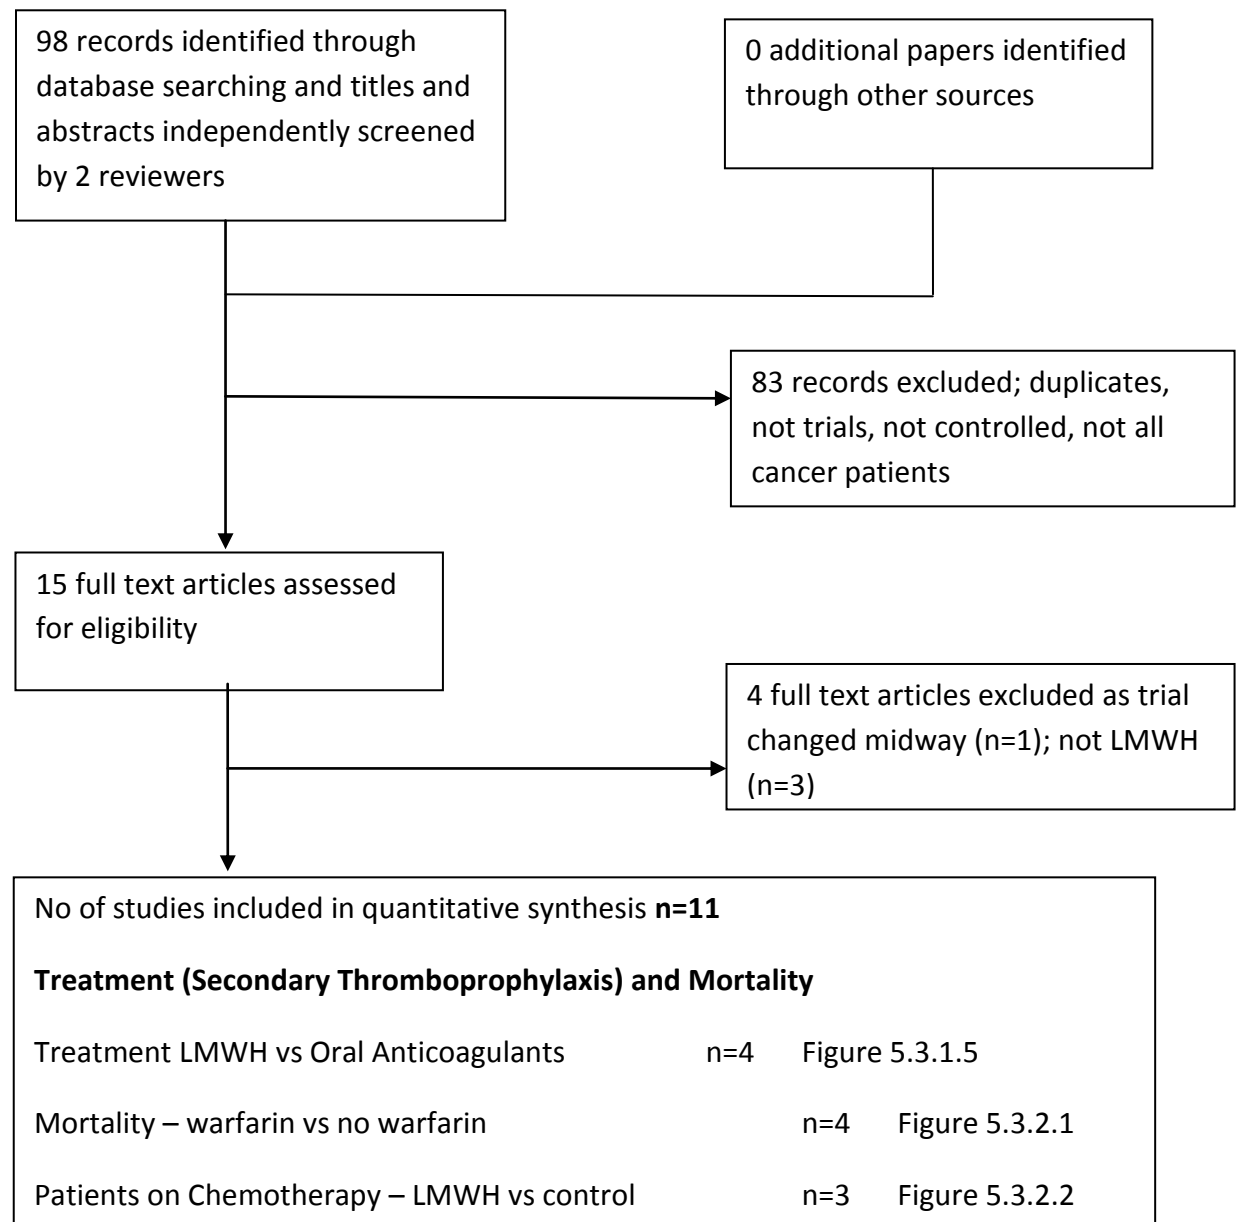 98 records identified through
database searching and titles and
abstracts independently screened
by 2 reviewers
0 additional papers identified
through other sources
83 records excluded; duplicates,
not trials, not controlled, not all
cancer patients
15 full text articles assessed
for eligibility
4 full text articles excluded as trial
changed midway (n=1); not LMWH
(n=3)
No of studies included in quantitative synthesis n=11
Treatment (Secondary Thromboprophylaxis) and Mortality
Treatment LMWH vs Oral Anticoagulants n=4 Figure 5.3.1.5
Mortality – warfarin vs no warfarin n=4 Figure 5.3.2.1
Patients on Chemotherapy – LMWH vs control n=3 Figure 5.3.2.2